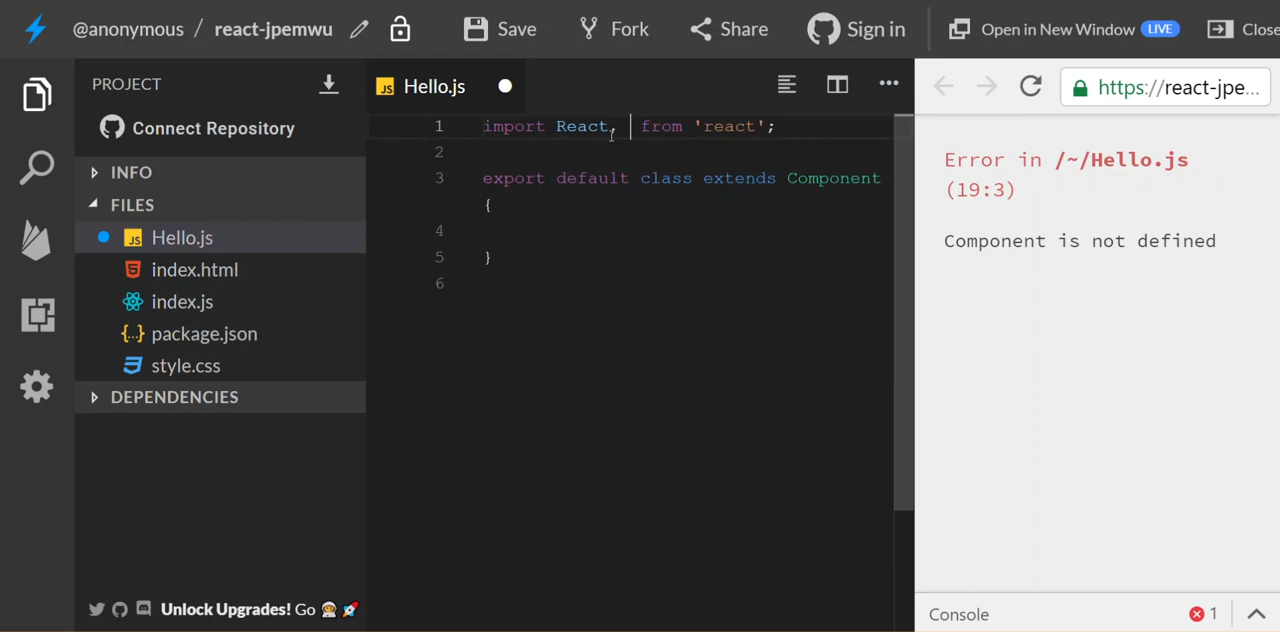 @anonymous / react-jpemwu Save Fork Share Sign in Open in New Window LIVE Close
PROJECT
Connect Repository
INFO
FILES
JS Hello.js
index.html
index.js
{..} package.json
style.css
DEPENDENCIES
Unlock Upgrades! Go
JS Hello.js
1 import React, from 'react';
2
3 export default class extends Component
{
4
5 }
6
https://react-jpe...
Error in /~/Hello.js
(19:3)
Component is not defined
Console 1